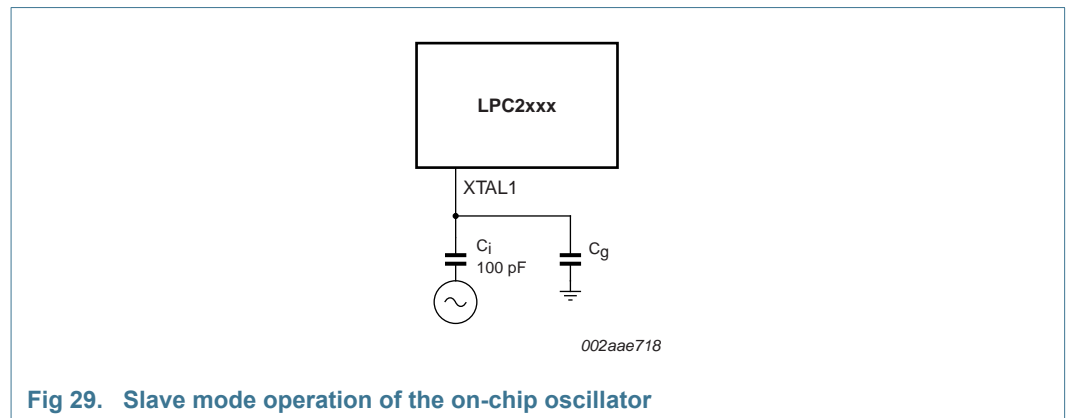 LPC2xxx
XTAL1
Ci
100 pF
Cg
002aae718
Fig 29. Slave mode operation of the on-chip oscillator